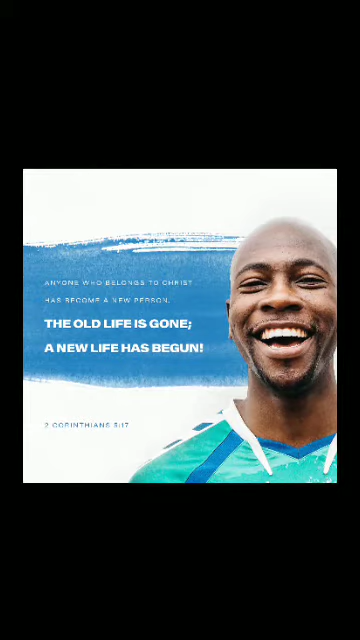 ANYONE WHO BELONGS TO CHRIST
HAS BECOME A NEW PERSON.
THE OLD LIFE IS GONE;
A NEW LIFE HAS BEGUN!
2 CORINTHIANS 5:17